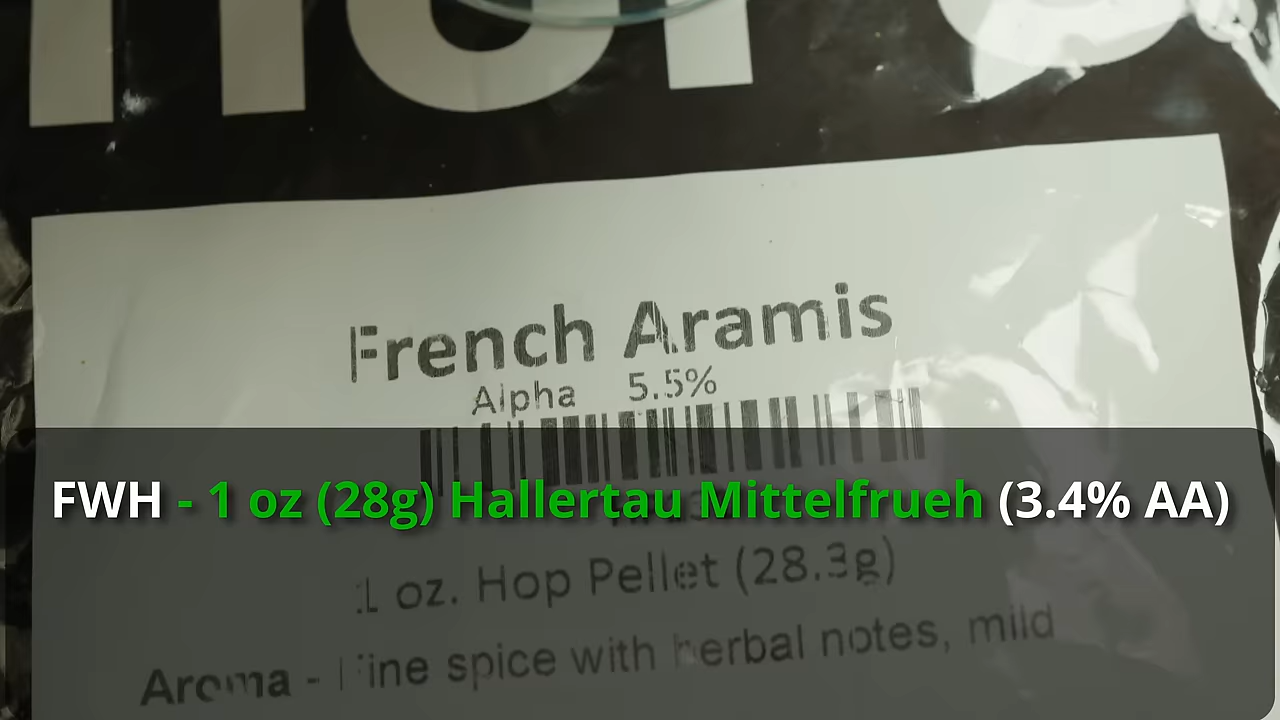 French Aramis
Alpha 5.5%
FWH - 1 oz (28g) Hallertau Mittelfrueh (3.4% AA)
1 oz. Hop Pellet (28.3g)
Aroma - Fine spice with herbal notes, mild